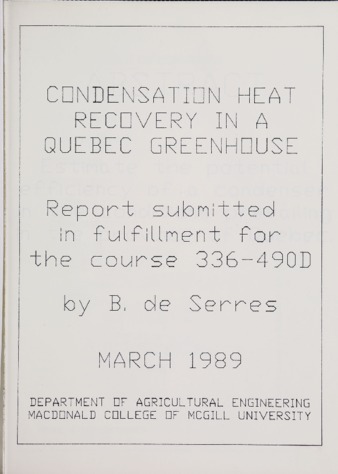 CONDENSATION HEAT
RECOVERY IN A
QUEBEC GREENHOUSE
Report submitted
in fulfillment for
the course 336-490D
by B. de Serres
MARCH 1989
DEPARTMENT OF AGRICULTURAL ENGINEERING
MACDONALD COLLEGE OF MCGILL UNIVERSITY